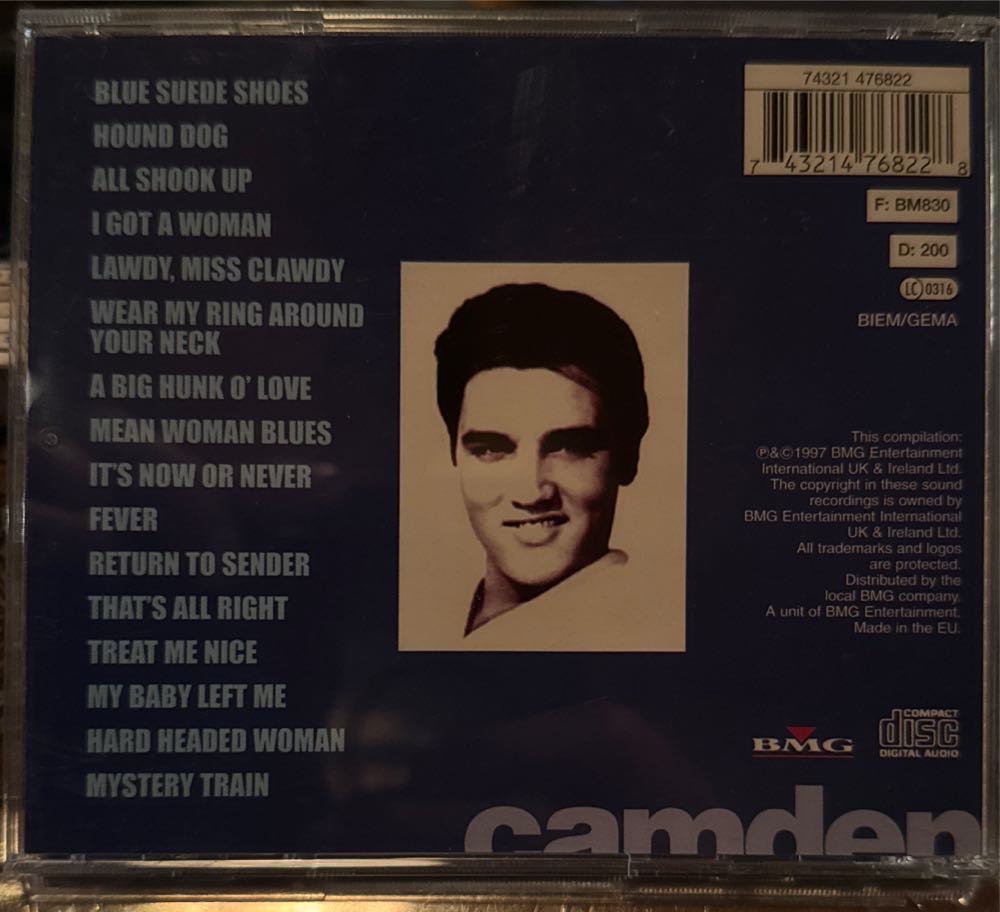 BLUE SUEDE SHOES
HOUND DOG
ALL SHOOK UP
I GOT A WOMAN
LAWDY, MISS CLAWDY
WEAR MY RING AROUND
YOUR NECK
A BIG HUNK O' LOVE
MEAN WOMAN BLUES
IT'S NOW OR NEVER
FEVER
RETURN TO SENDER
THAT'S ALL RIGHT
TREAT ME NICE
MY BABY LEFT ME
HARD HEADED WOMAN
MYSTERY TRAIN
74321 476822
7 43214 76822 8
F: BM830
D: 200
LC 0316
BIEM/GEMA
This compilation:
℗&©1997 BMG Entertainment
International UK & Ireland Ltd.
The copyright in these sound
recordings is owned by
BMG Entertainment International
UK & Ireland Ltd.
All trademarks and logos
are protected.
Distributed by the
local BMG company.
A unit of BMG Entertainment.
Made in the EU.
BMG
COMPACT
disc
DIGITAL AUDIO
camden